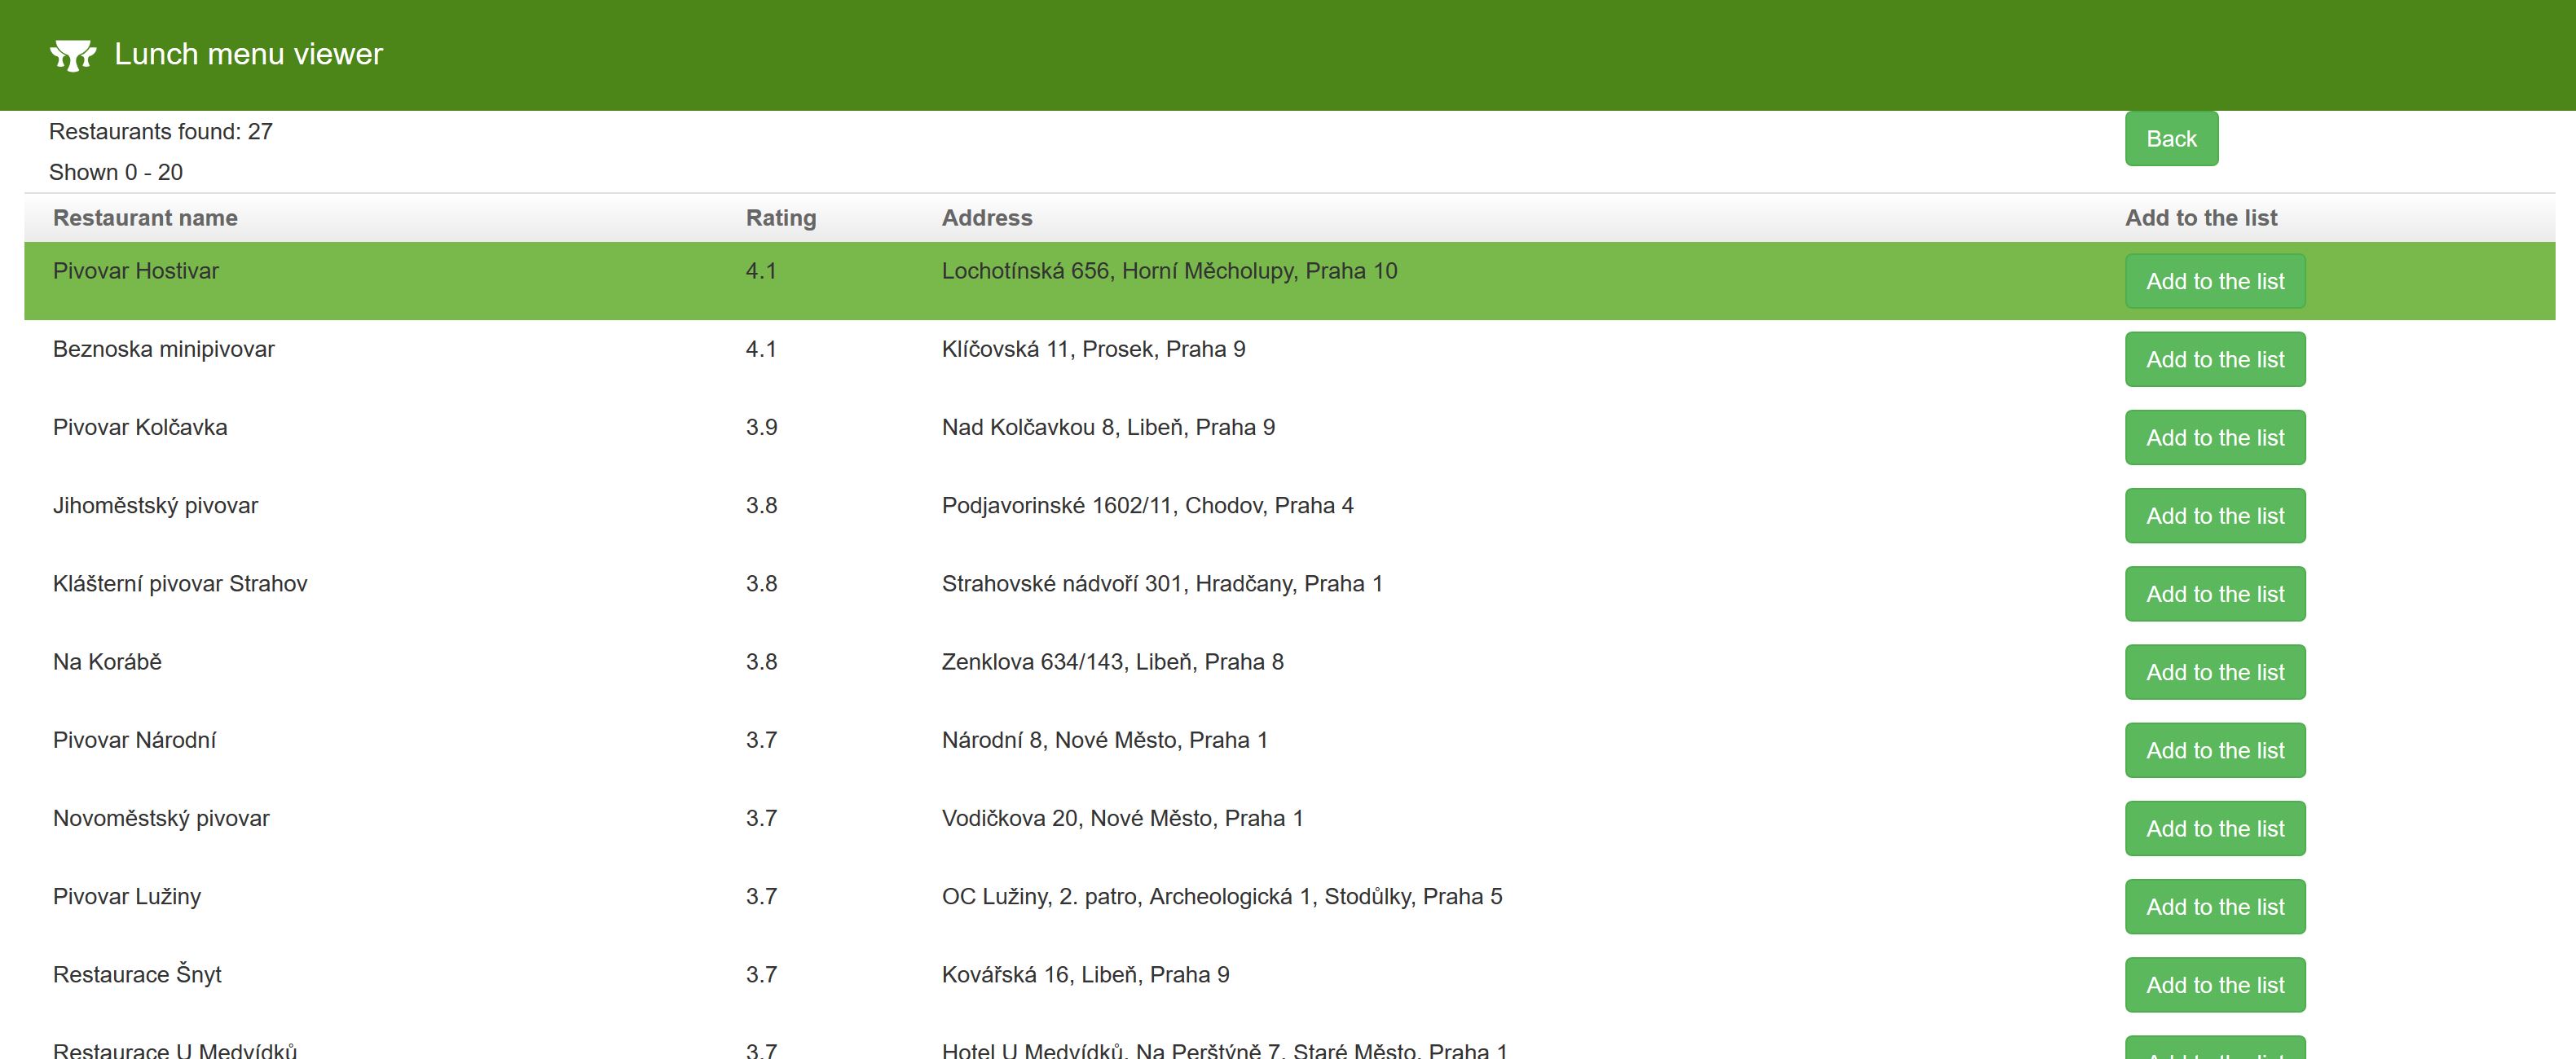 Lunch menu viewer
Restaurants found: 27
Back
Shown 0 - 20
Restaurant name Rating Address Add to the list
Pivovar Hostivar 4.1 Lochotínská 656, Horní Měcholupy, Praha 10 Add to the list
Beznoska minipivovar 4.1 Klíčovská 11, Prosek, Praha 9 Add to the list
Pivovar Kolčavka 3.9 Nad Kolčavkou 8, Libeň, Praha 9 Add to the list
Jihoměstský pivovar 3.8 Podjavorinské 1602/11, Chodov, Praha 4 Add to the list
Klášterní pivovar Strahov 3.8 Strahovské nádvoří 301, Hradčany, Praha 1 Add to the list
Na Korábě 3.8 Zenklova 634/143, Libeň, Praha 8 Add to the list
Pivovar Národní 3.7 Národní 8, Nové Město, Praha 1 Add to the list
Novoměstský pivovar 3.7 Vodičkova 20, Nové Město, Praha 1 Add to the list
Pivovar Lužiny 3.7 OC Lužiny, 2. patro, Archeologická 1, Stodůlky, Praha 5 Add to the list
Restaurace Šnyt 3.7 Kovářská 16, Libeň, Praha 9 Add to the list
Restaurace U Medvídků 3.7 Hotel U Medvídků, Na Perštýně 7, Staré Město, Praha 1